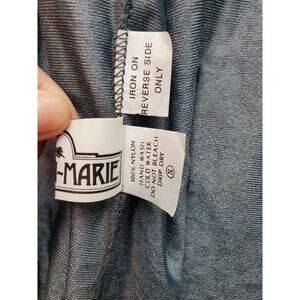 IRON ON
REVERSE SIDE
ONLY
-MARIE
100% NYLON
HAND WASH
COLD WATER
DO NOT BLEACH
DRIP DRY
S